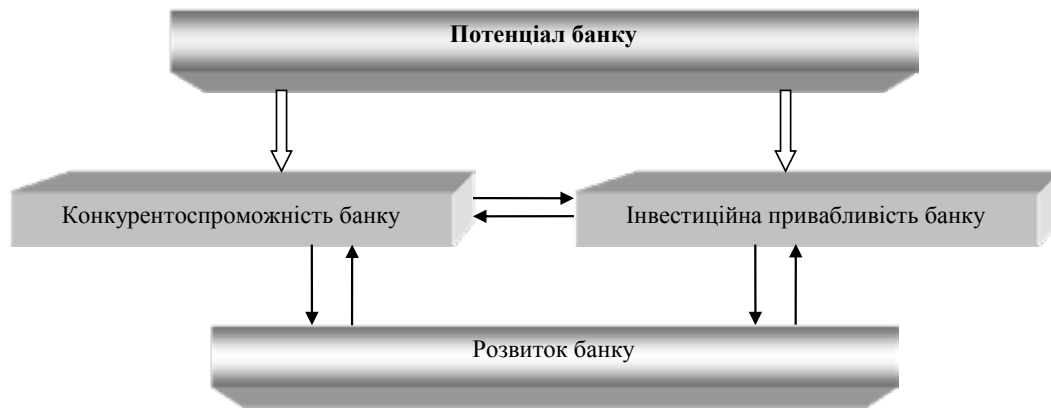 Потенціал банку
Конкурентоспроможність банку
Інвестиційна привабливість банку
Розвиток банку